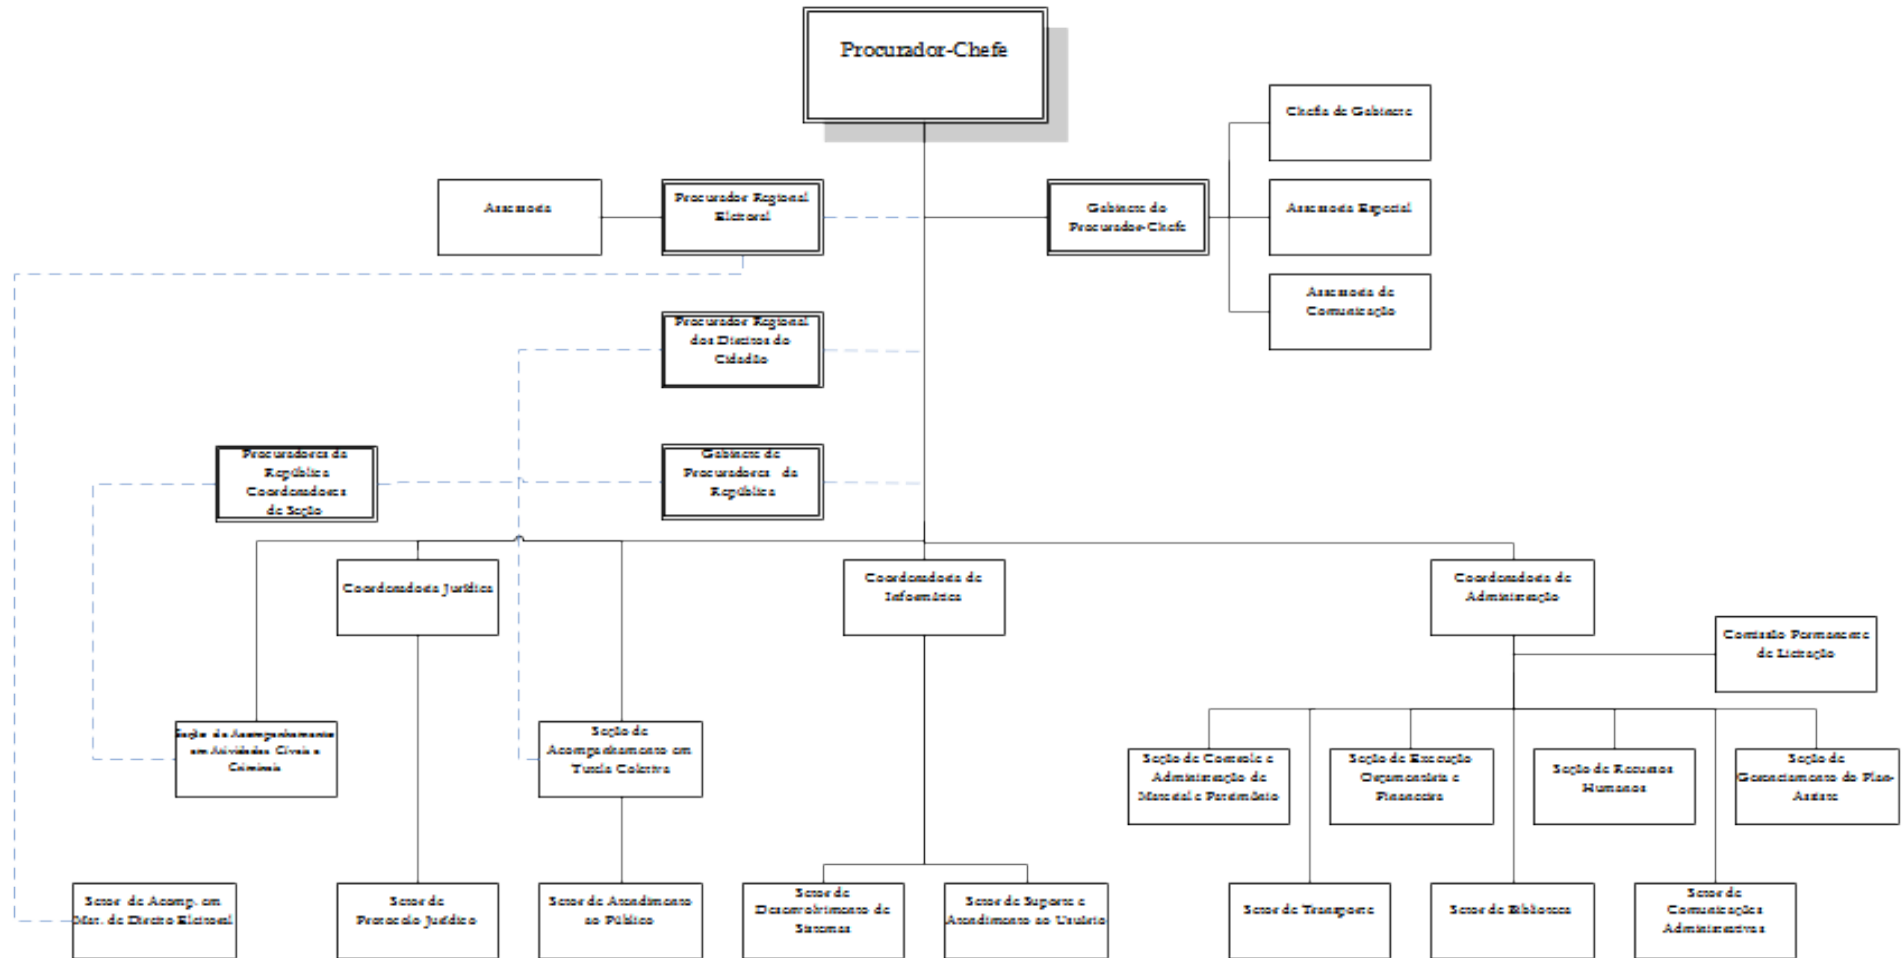 Procurador-Chefe
Chefia de Gabinete
Assessoria
Procurador Regional
Eleitoral
Gabinete do
Procurador-Chefe
Assessoria Especial
Assessoria de
Comunicação
Procurador Regional
dos Direitos do
Cidadão
Procuradores da
República
Coordenadores
de Seção
Gabinete de
Procuradores da
República
Coordenadoria Jurídica
Coordenadoria de
Informática
Coordenadoria de
Administração
Comissão Permanente
de Licitação
Seção de Acompanhamento
em Atividades Cíveis e
Criminais
Seção de
Acompanhamento em
Tutela Coletiva
Seção de Controle e
Administração de
Material e Patrimônio
Seção de Execução
Orçamentária e
Financeira
Seção de Recursos
Humanos
Seção de
Gerenciamento do Plan-
Assiste
Setor de Acomp. em
Mat. de Direito Eleitoral
Setor de
Protocolo Jurídico
Setor de Atendimento
ao Público
Setor de
Desenvolvimento de
Sistemas
Setor de Suporte e
Atendimento ao Usuário
Setor de Transporte
Setor de Biblioteca
Setor de
Comunicações
Administrativas